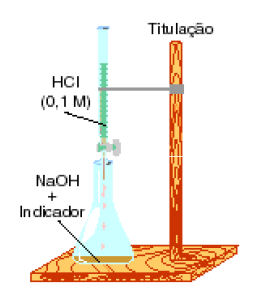 Titulação
HCl
(0,1 M)
NaOH
+
Indicador